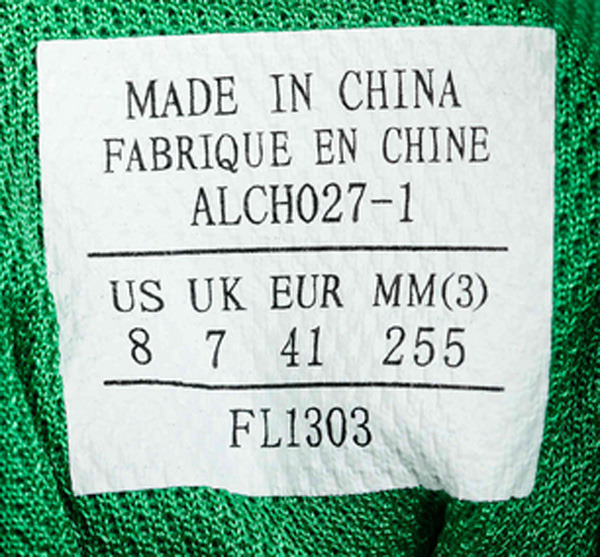 MADE IN CHINA
FABRIQUE EN CHINE
ALCH027-1
US UK EUR MM(3)
8 7 41 255
FL1303